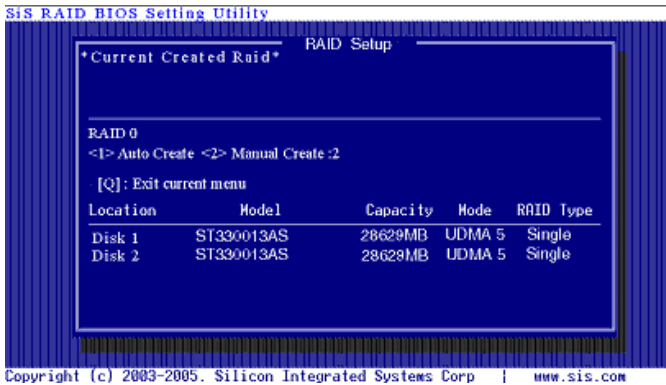 SiS RAID BIOS Setting Utility
RAID Setup
*Current Created Raid*
RAID 0
<1> Auto Create <2> Manual Create :2
[Q] : Exit current menu
Location Model Capacity Mode RAID Type
Disk 1 ST330013AS 28629MB UDMA 5 Single
Disk 2 ST330013AS 28629MB UDMA 5 Single
Copyright (c) 2003-2005. Silicon Integrated Systems Corp | www.sis.com